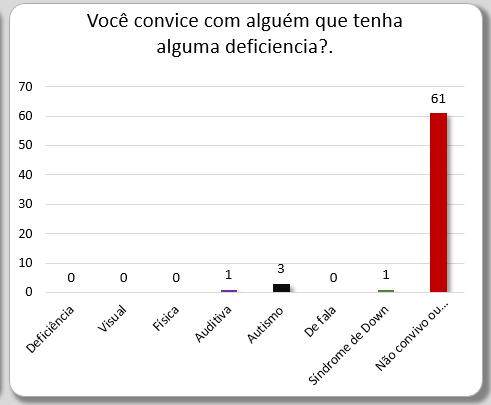 Você convice com alguém que tenha
alguma deficiencia?.
70
60
50
40
30
20
10
0
0
0
0
1
3
0
1
61
Deficiência
Visual
Física
Auditiva
Autismo
De fala
Síndrome de Down
Não convivo ou...